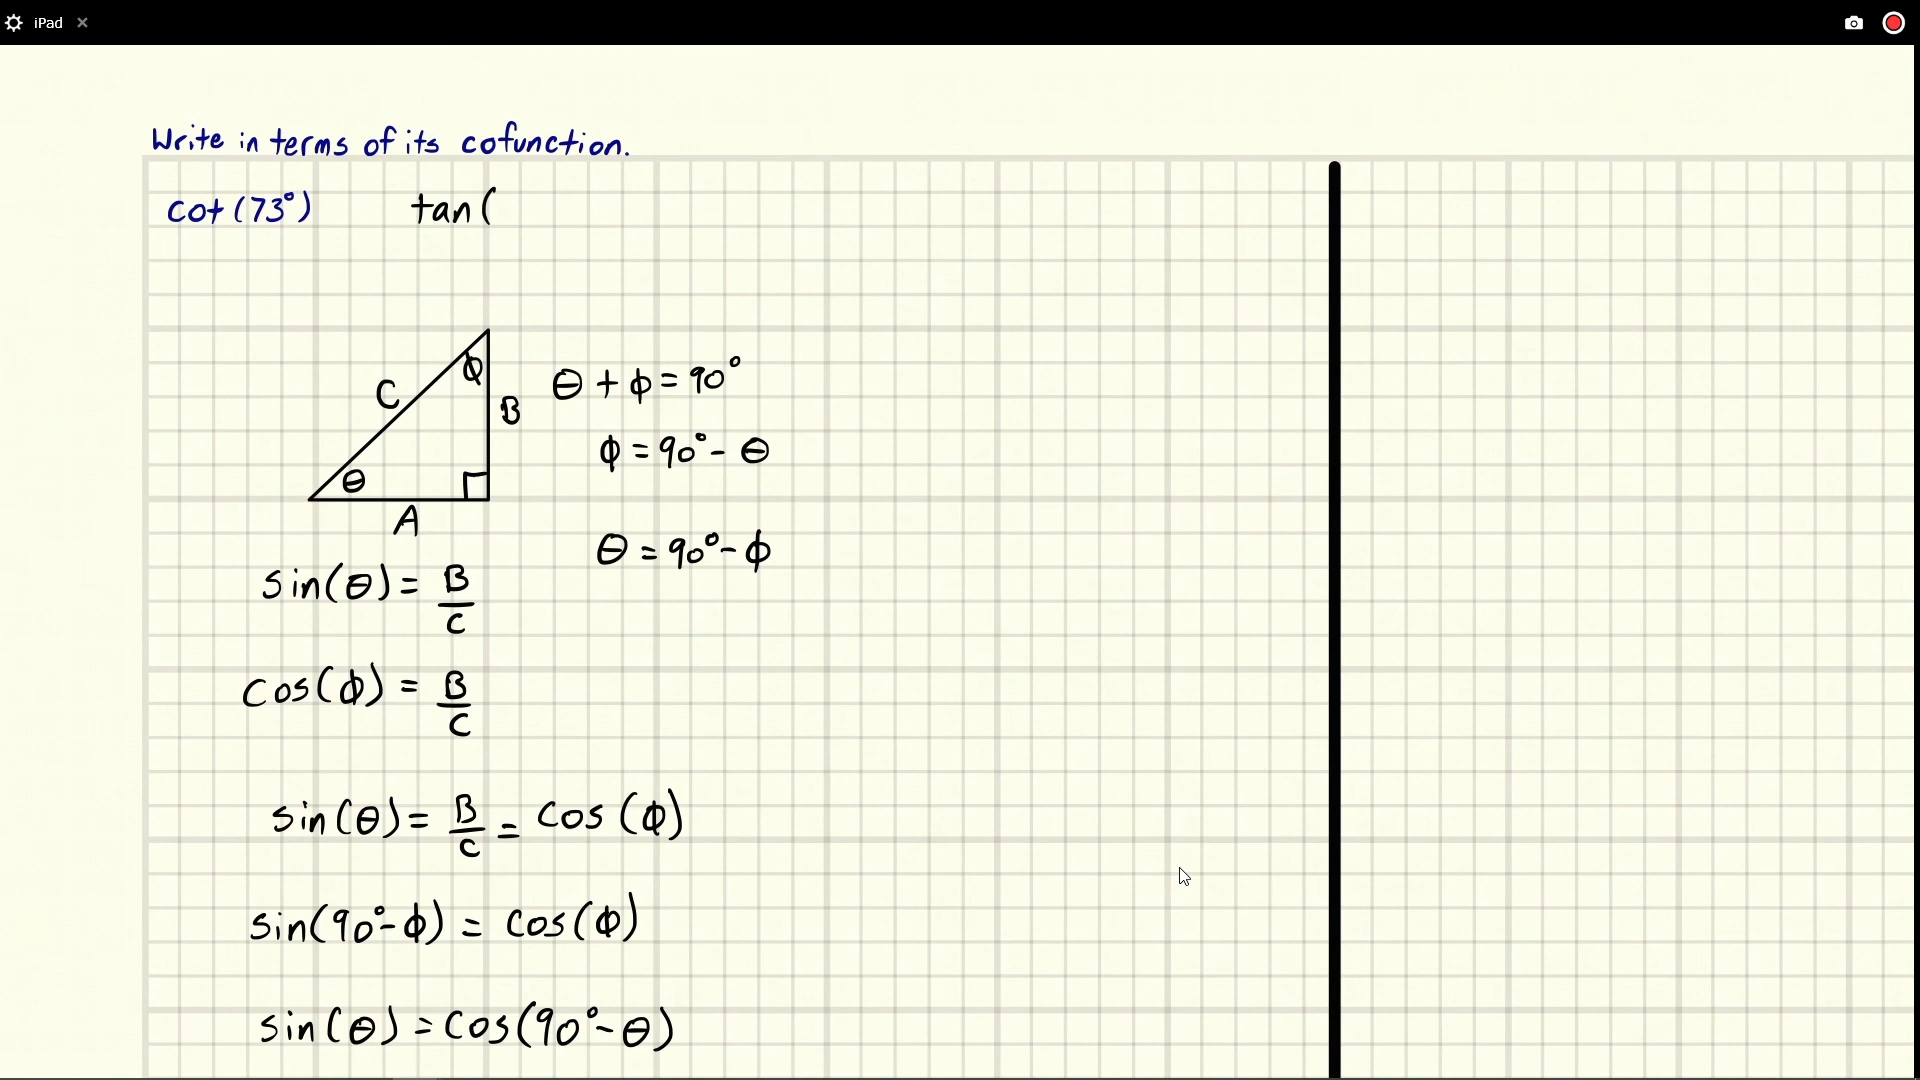 iPad
Write in terms of its cofunction.
cot(73°) tan(
C
ϕ
B
θ
A
θ + ϕ = 90°
ϕ = 90° - θ
θ = 90° - ϕ
sin(θ) = B/C
cos(ϕ) = B/C
sin(θ) = B/C = cos(ϕ)
sin(90° - ϕ) = cos(ϕ)
sin(θ) = cos(90° - θ)